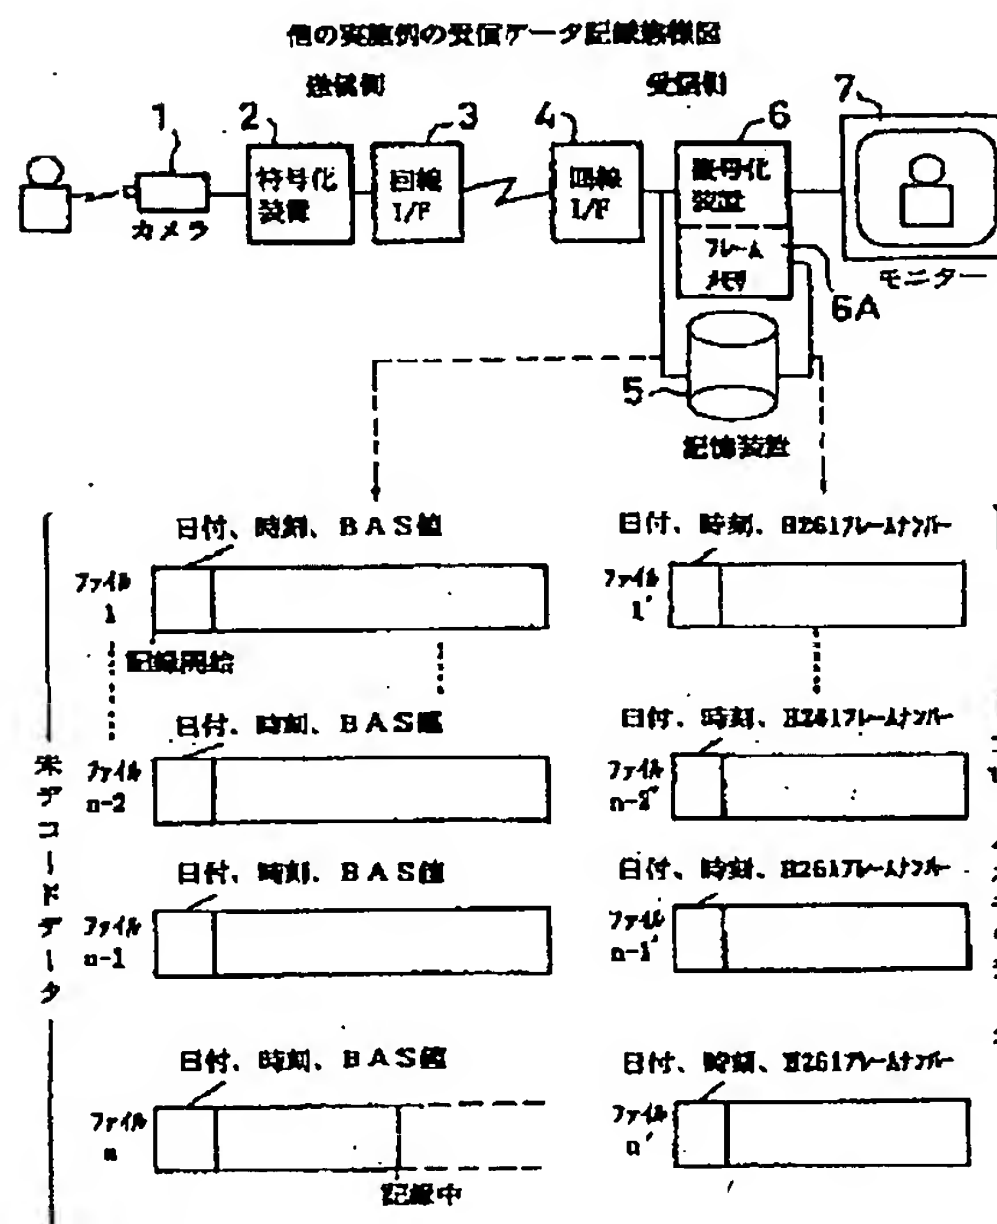 他の実施例の受信データ記録態様図
送信側
受信側
1
2
3
4
6
7
符号化
装置
回線
I/F
回線
I/F
復号化
装置
フレーム
メモリ
カメラ
モニター
6A
5
記憶装置
日付、時刻、BAS値
日付、時刻、H261フレームナンバー
ファイル
1
ファイル
1'
記録開始
日付、時刻、BAS値
日付、時刻、H261フレームナンバー
ファイル
n-2
ファイル
n-2'
日付、時刻、BAS値
日付、時刻、H261フレームナンバー
ファイル
n-1
ファイル
n-1'
日付、時刻、BAS値
日付、時刻、H261フレームナンバー
ファイル
n
ファイル
n'
記録中
未デコードデータ